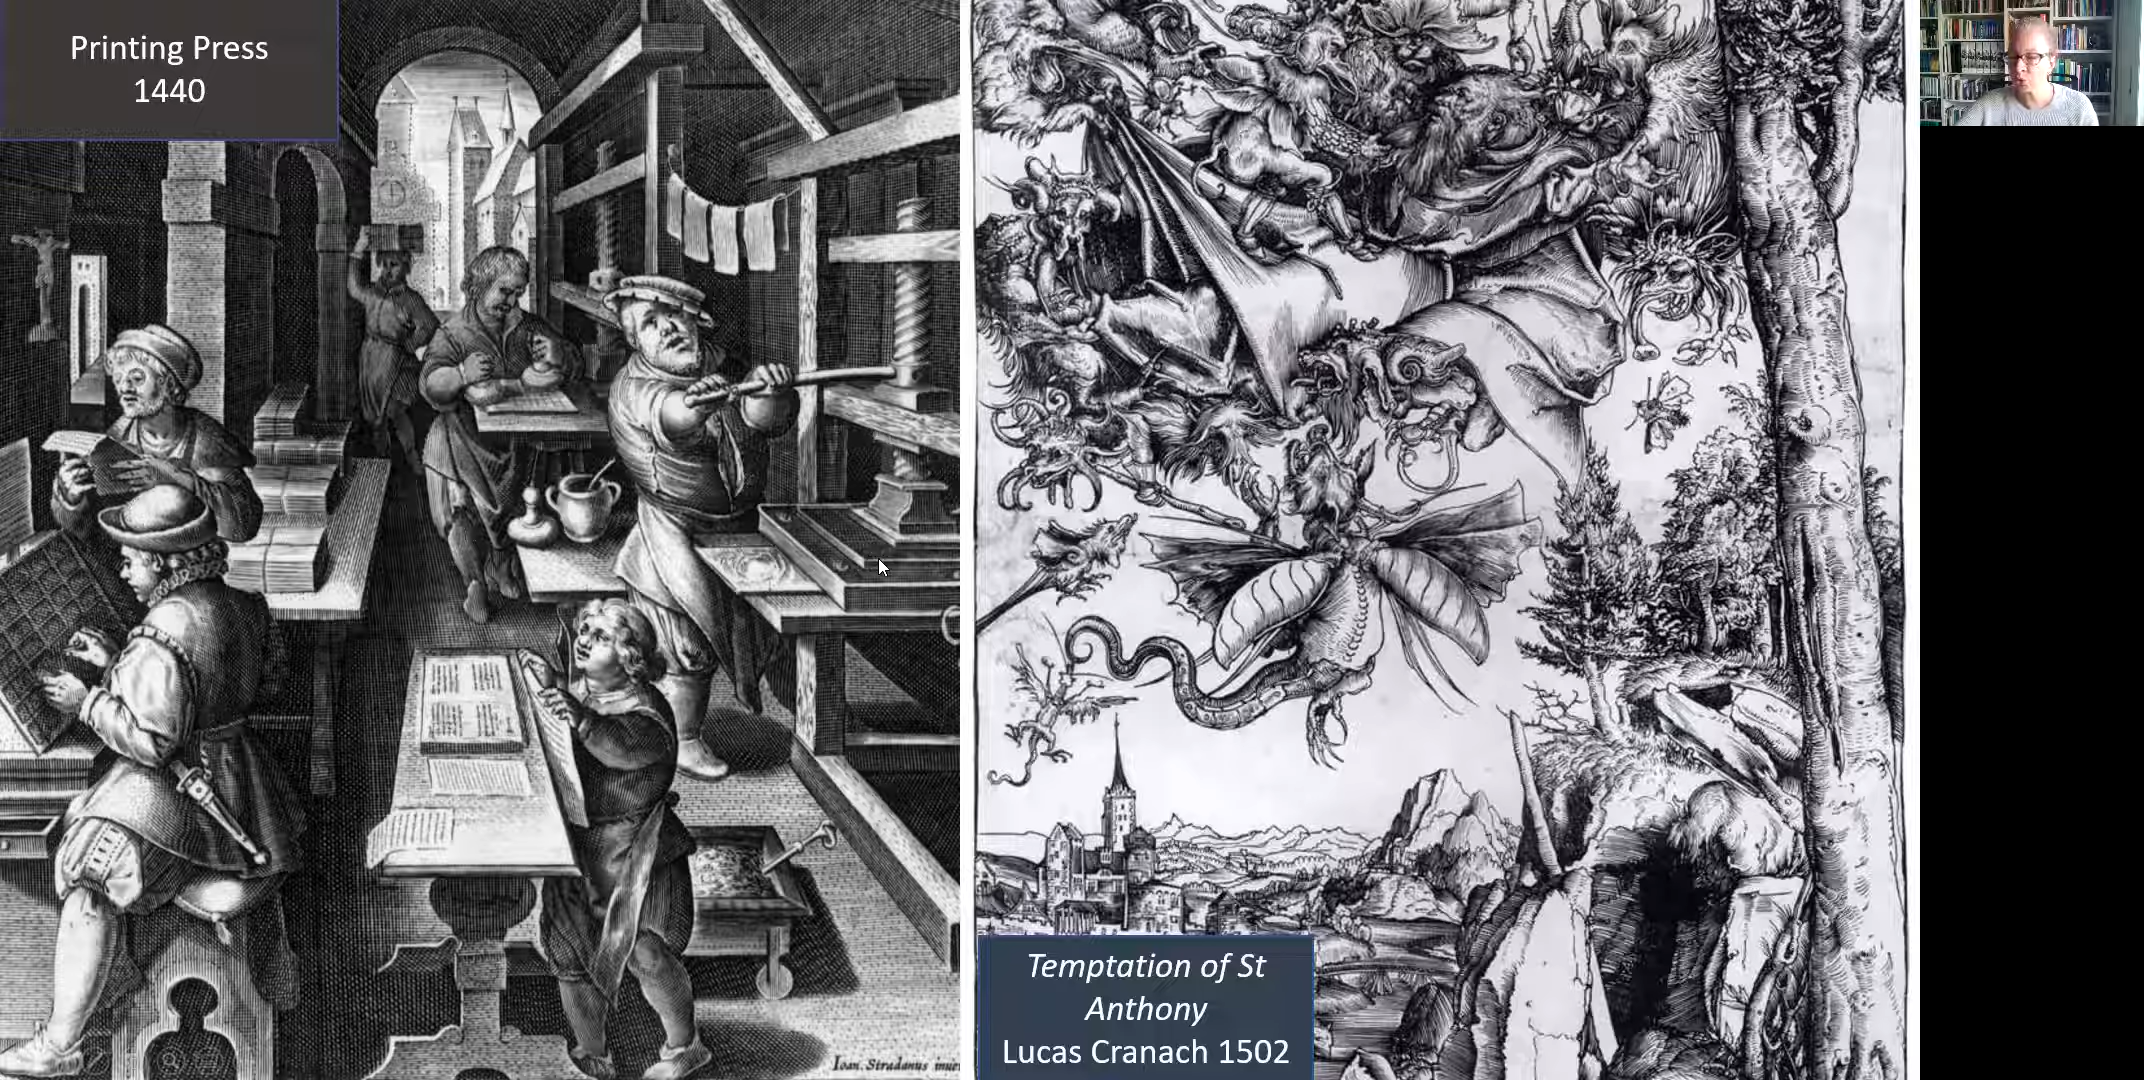 Printing Press
1440
Ioan. Stradanus
Temptation of St
Anthony
Lucas Cranach 1502